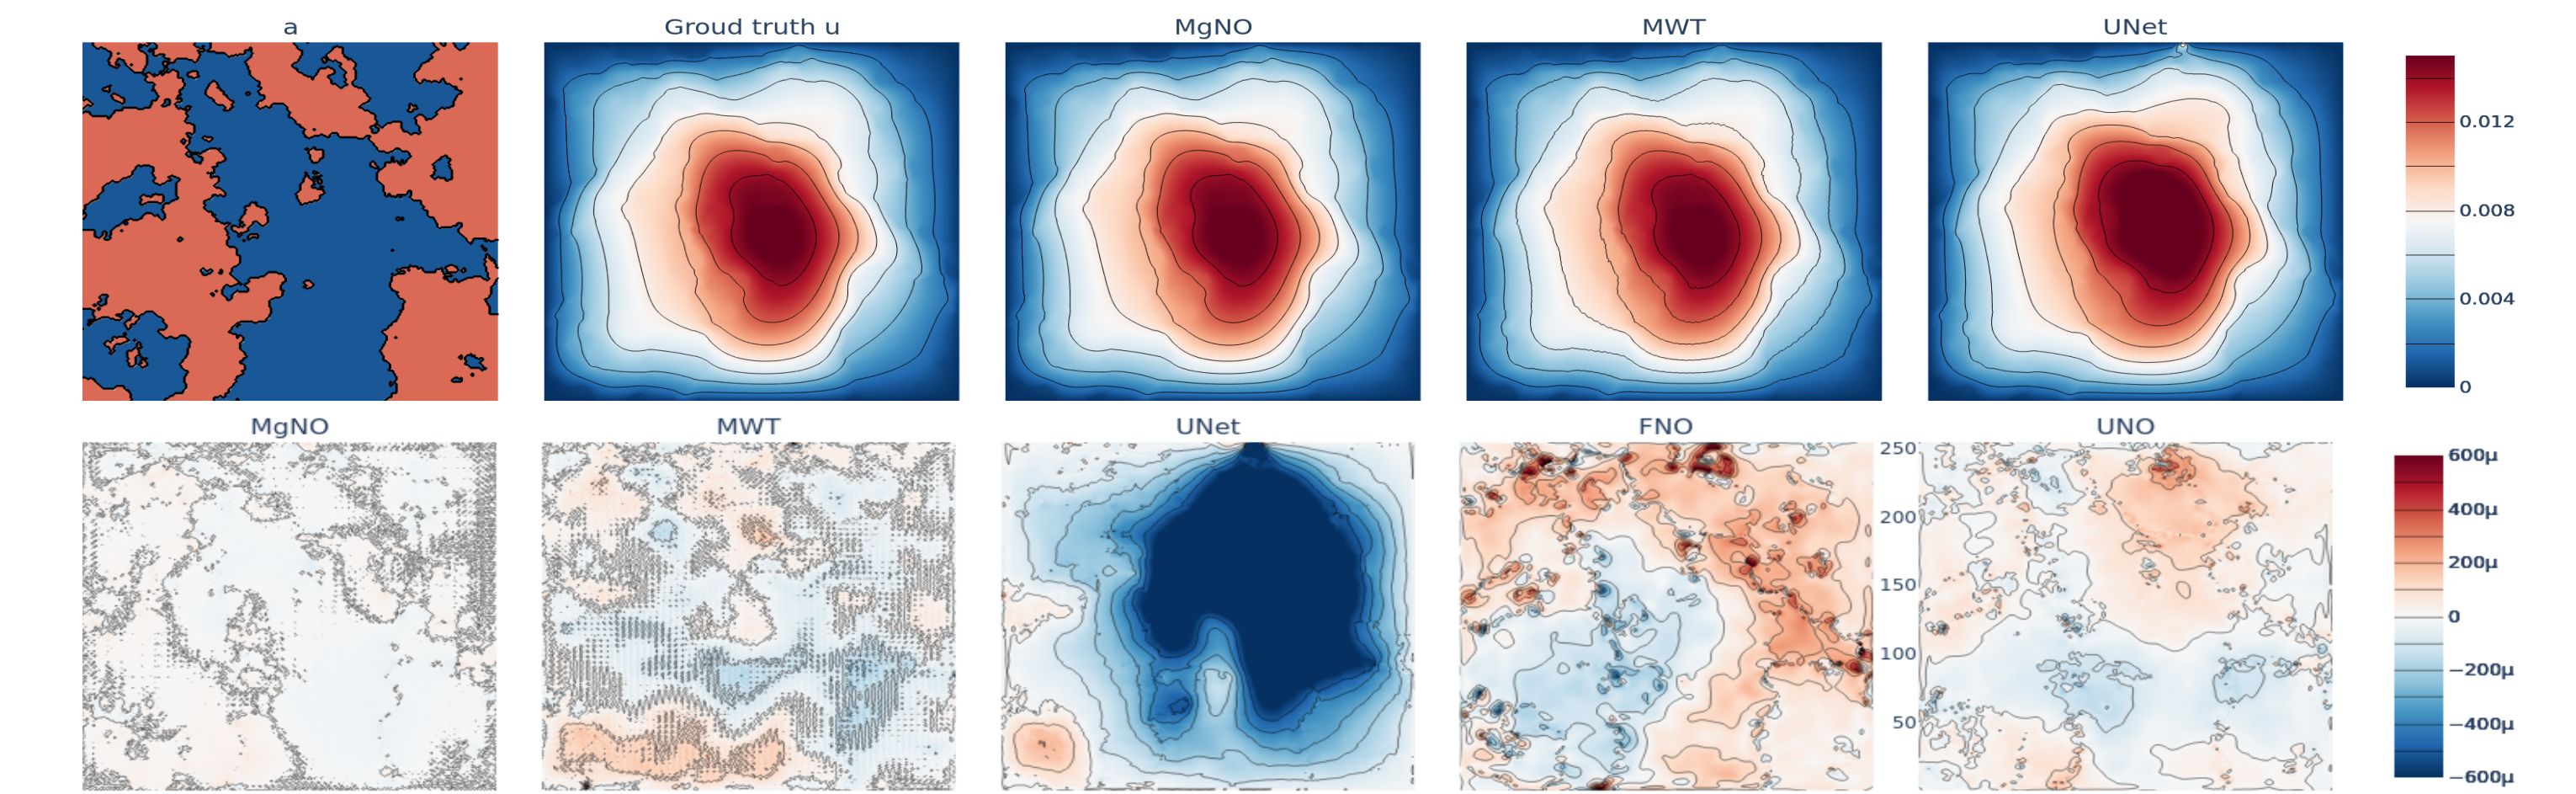 a
Groud truth u
MgNO
MWT
UNet
0.012
0.008
0.004
0
MgNO
MWT
UNet
FNO
UNO
250
200
150
100
50
600μ
400μ
200μ
0
−200μ
−400μ
−600μ